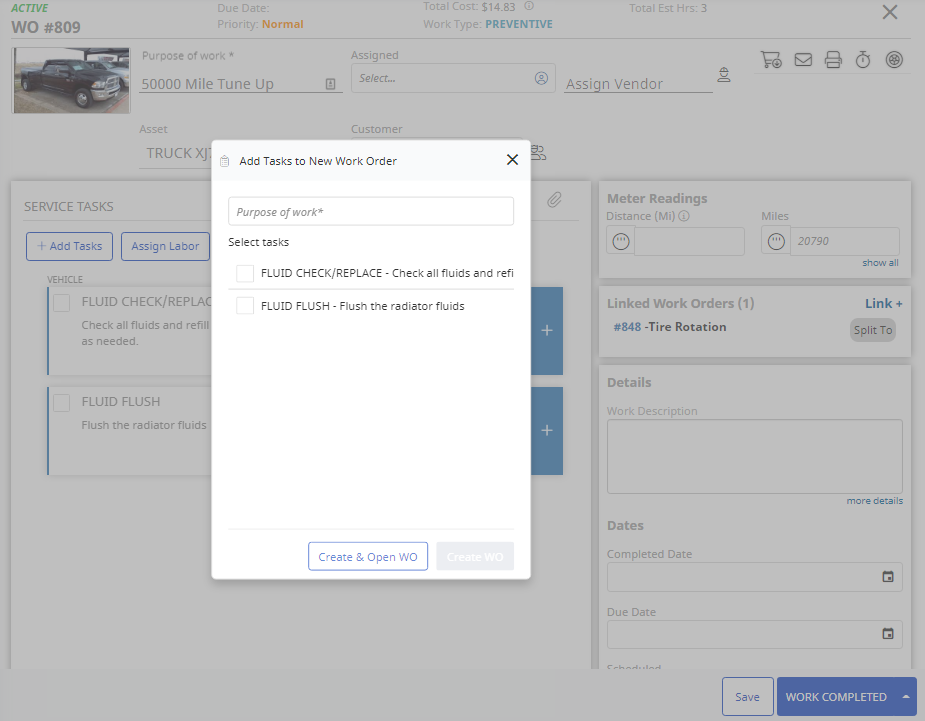 ACTIVE
WO #809
Due Date:
Priority: Normal
Total Cost: $14.83
Work Type: PREVENTIVE
Total Est Hrs: 3
Purpose of work *
50000 Mile Tune Up
Assigned
Select...
Assign Vendor
Asset
TRUCK XJ
Customer
Add Tasks to New Work Order
Purpose of work*
Select tasks
FLUID CHECK/REPLACE - Check all fluids and refi
FLUID FLUSH - Flush the radiator fluids
Create & Open WO
Create WO
SERVICE TASKS
+ Add Tasks
Assign Labor
VEHICLE
FLUID CHECK/REPLAC
Check all fluids and refill
as needed.
+
FLUID FLUSH
Flush the radiator fluids
+
Meter Readings
Distance (Mi)
Miles
20790
show all
Linked Work Orders (1)
Link +
#848 -Tire Rotation
Split To
Details
Work Description
more details
Dates
Completed Date
Due Date
Scheduled
Save
WORK COMPLETED